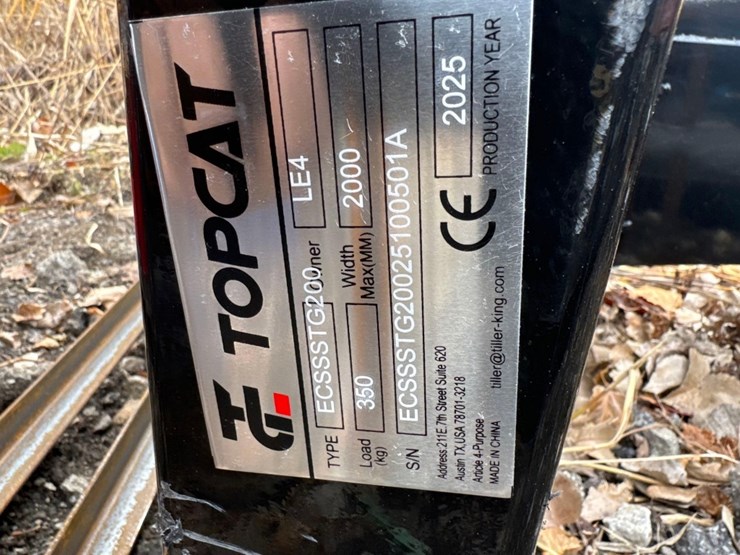 TOPCAT
TYPE ECSSSTG200 LE4
Load (kg) 350 Width Max(MM) 2000
S/N ECSSSTG20025100501A
Address:211E.7th Street Suite 620
Austin TX.USA 78701-3218
Article 4-Purpose
MADE IN CHINA tiller@tiller-king.com
CE 2025
PRODUCTION YEAR